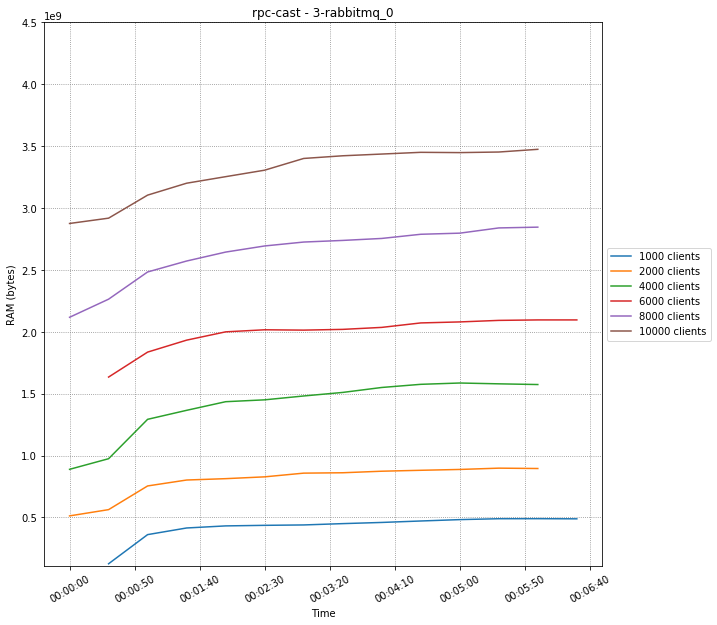 rpc-cast - 3-rabbitmq_0
1e9
4.5
4.0
3.5
3.0
2.5
2.0
1.5
1.0
0.5
RAM (bytes)
00:00:00
00:00:50
00:01:40
00:02:30
00:03:20
00:04:10
00:05:00
00:05:50
00:06:40
Time
1000 clients
2000 clients
4000 clients
6000 clients
8000 clients
10000 clients